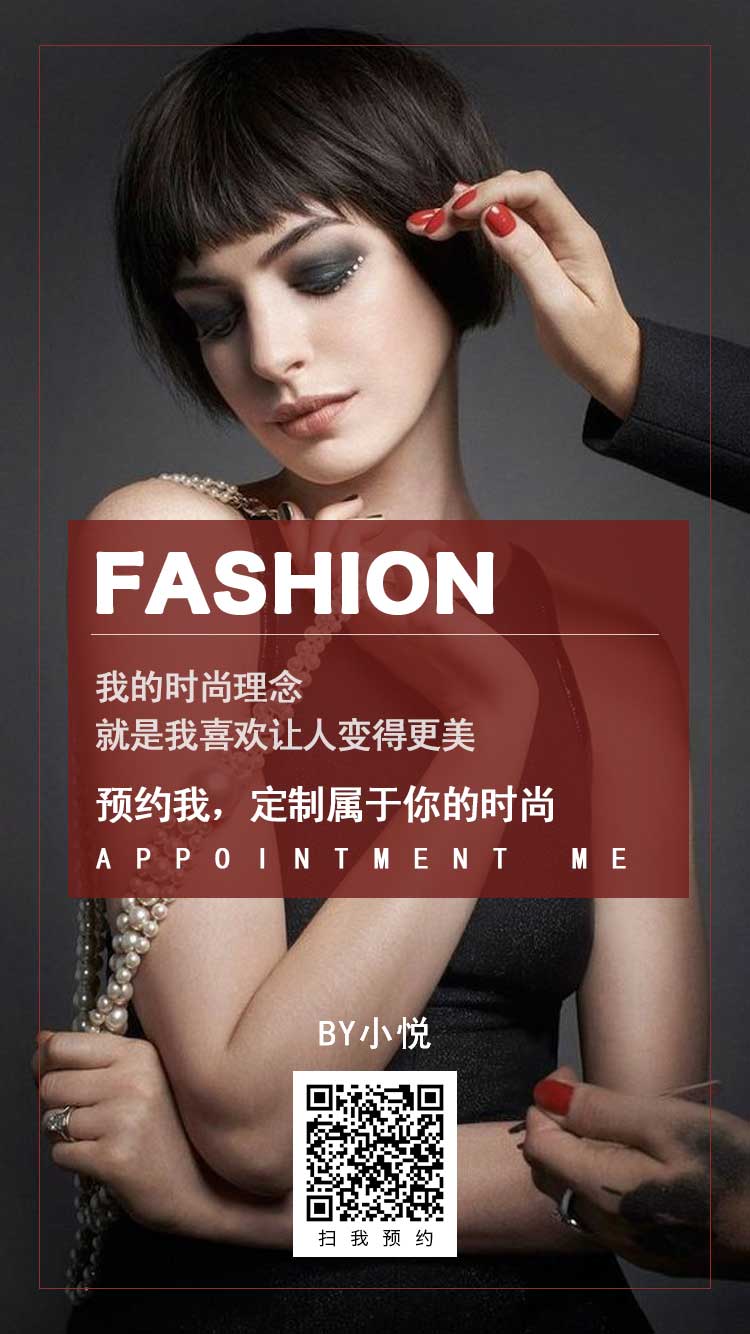 FASHION
我的时尚理念
就是我喜欢让人变得更美
预约我，定制属于你的时尚
APPOINTMENT ME
BY小悦
扫我预约